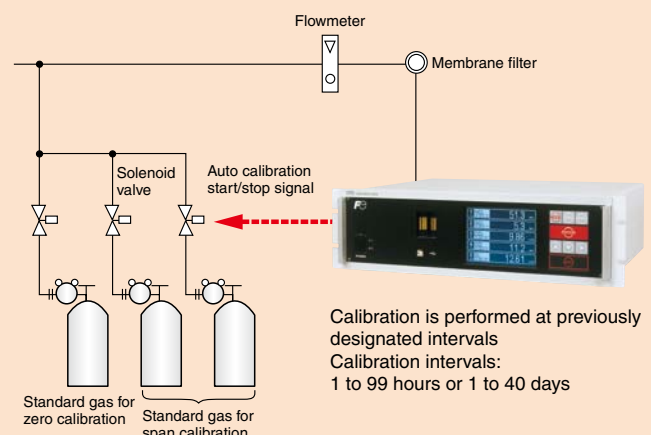 Flowmeter
Membrane filter
Solenoid
valve
Auto calibration
start/stop signal
Calibration is performed at previously
designated intervals
Calibration intervals:
1 to 99 hours or 1 to 40 days
Standard gas for
zero calibration
Standard gas for
span calibration